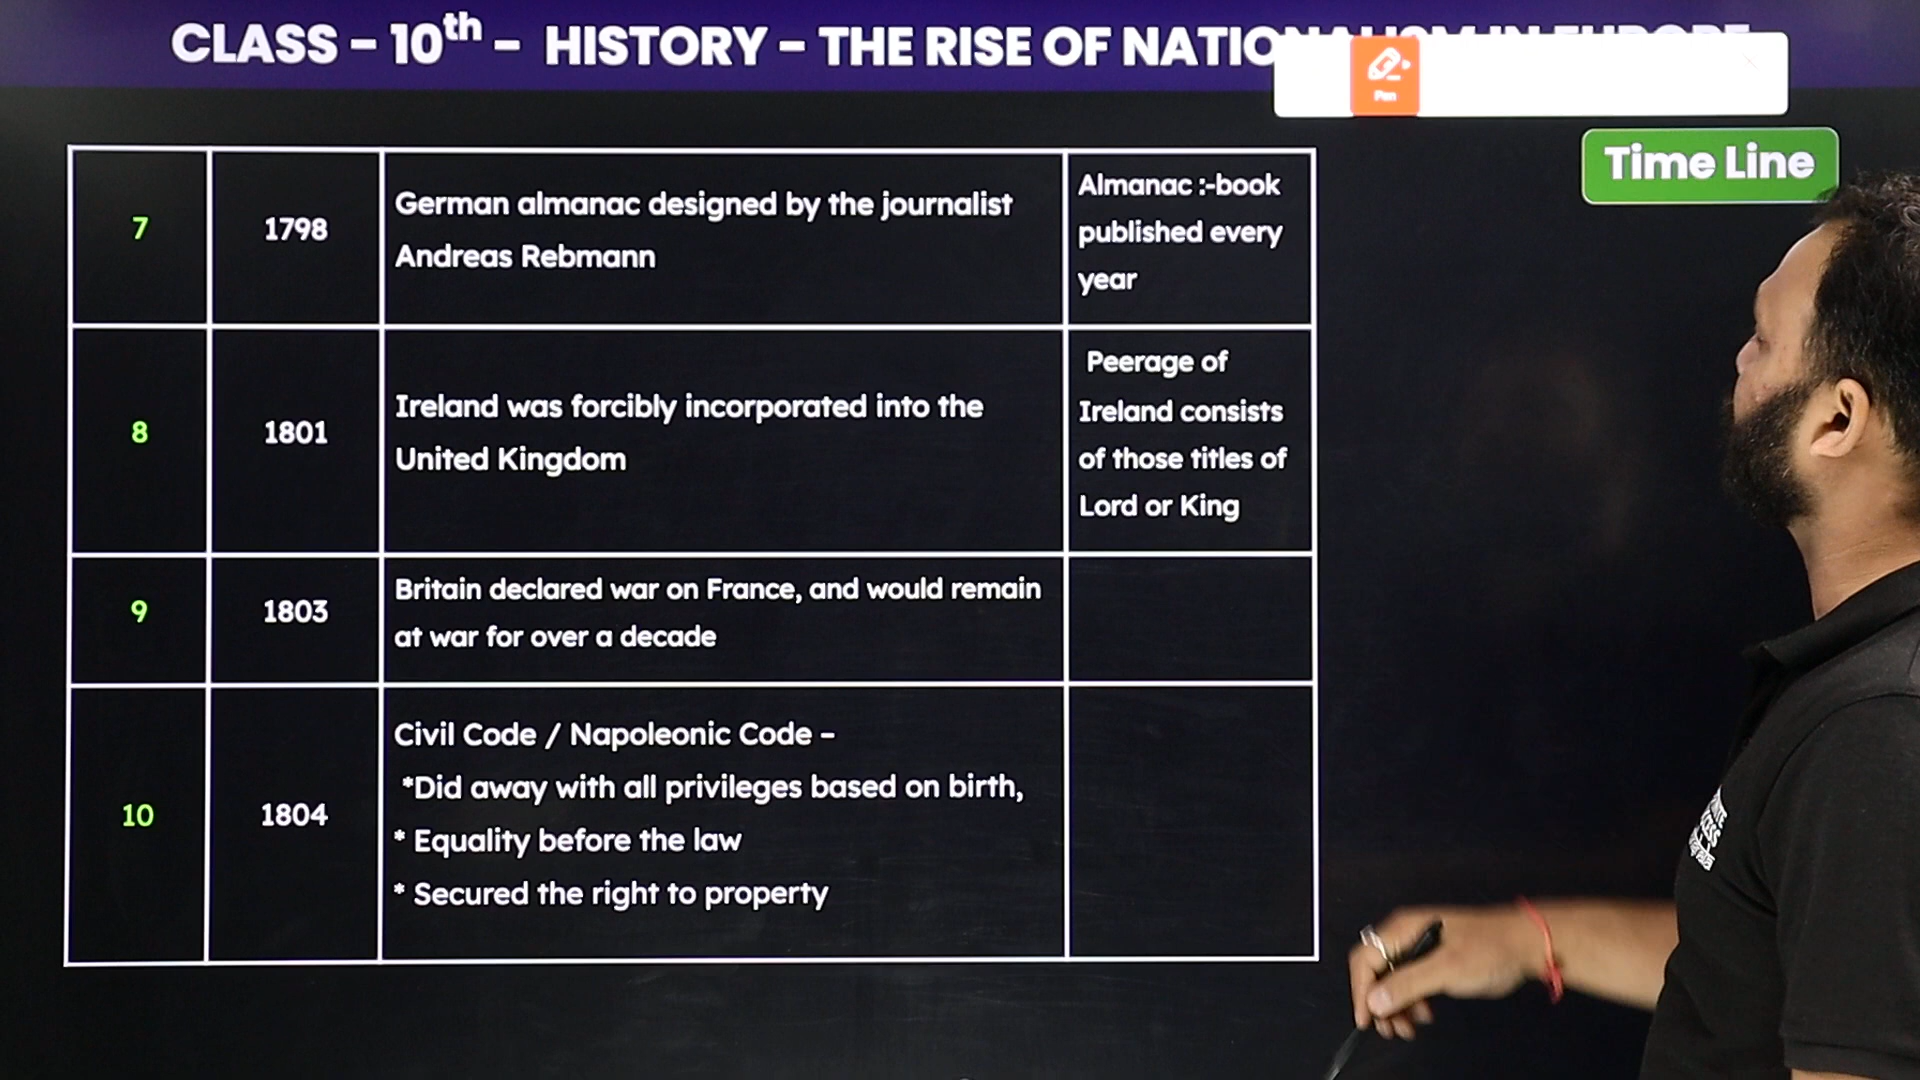 CLASS – 10th – HISTORY – THE RISE OF NATIONALISM IN EUROPE
Pen
Time Line
7
1798
German almanac designed by the journalist
Andreas Rebmann
Almanac :-book
published every
year
8
1801
Ireland was forcibly incorporated into the
United Kingdom
Peerage of
Ireland consists
of those titles of
Lord or King
9
1803
Britain declared war on France, and would remain
at war for over a decade
10
1804
Civil Code / Napoleonic Code –
*Did away with all privileges based on birth,
* Equality before the law
* Secured the right to property